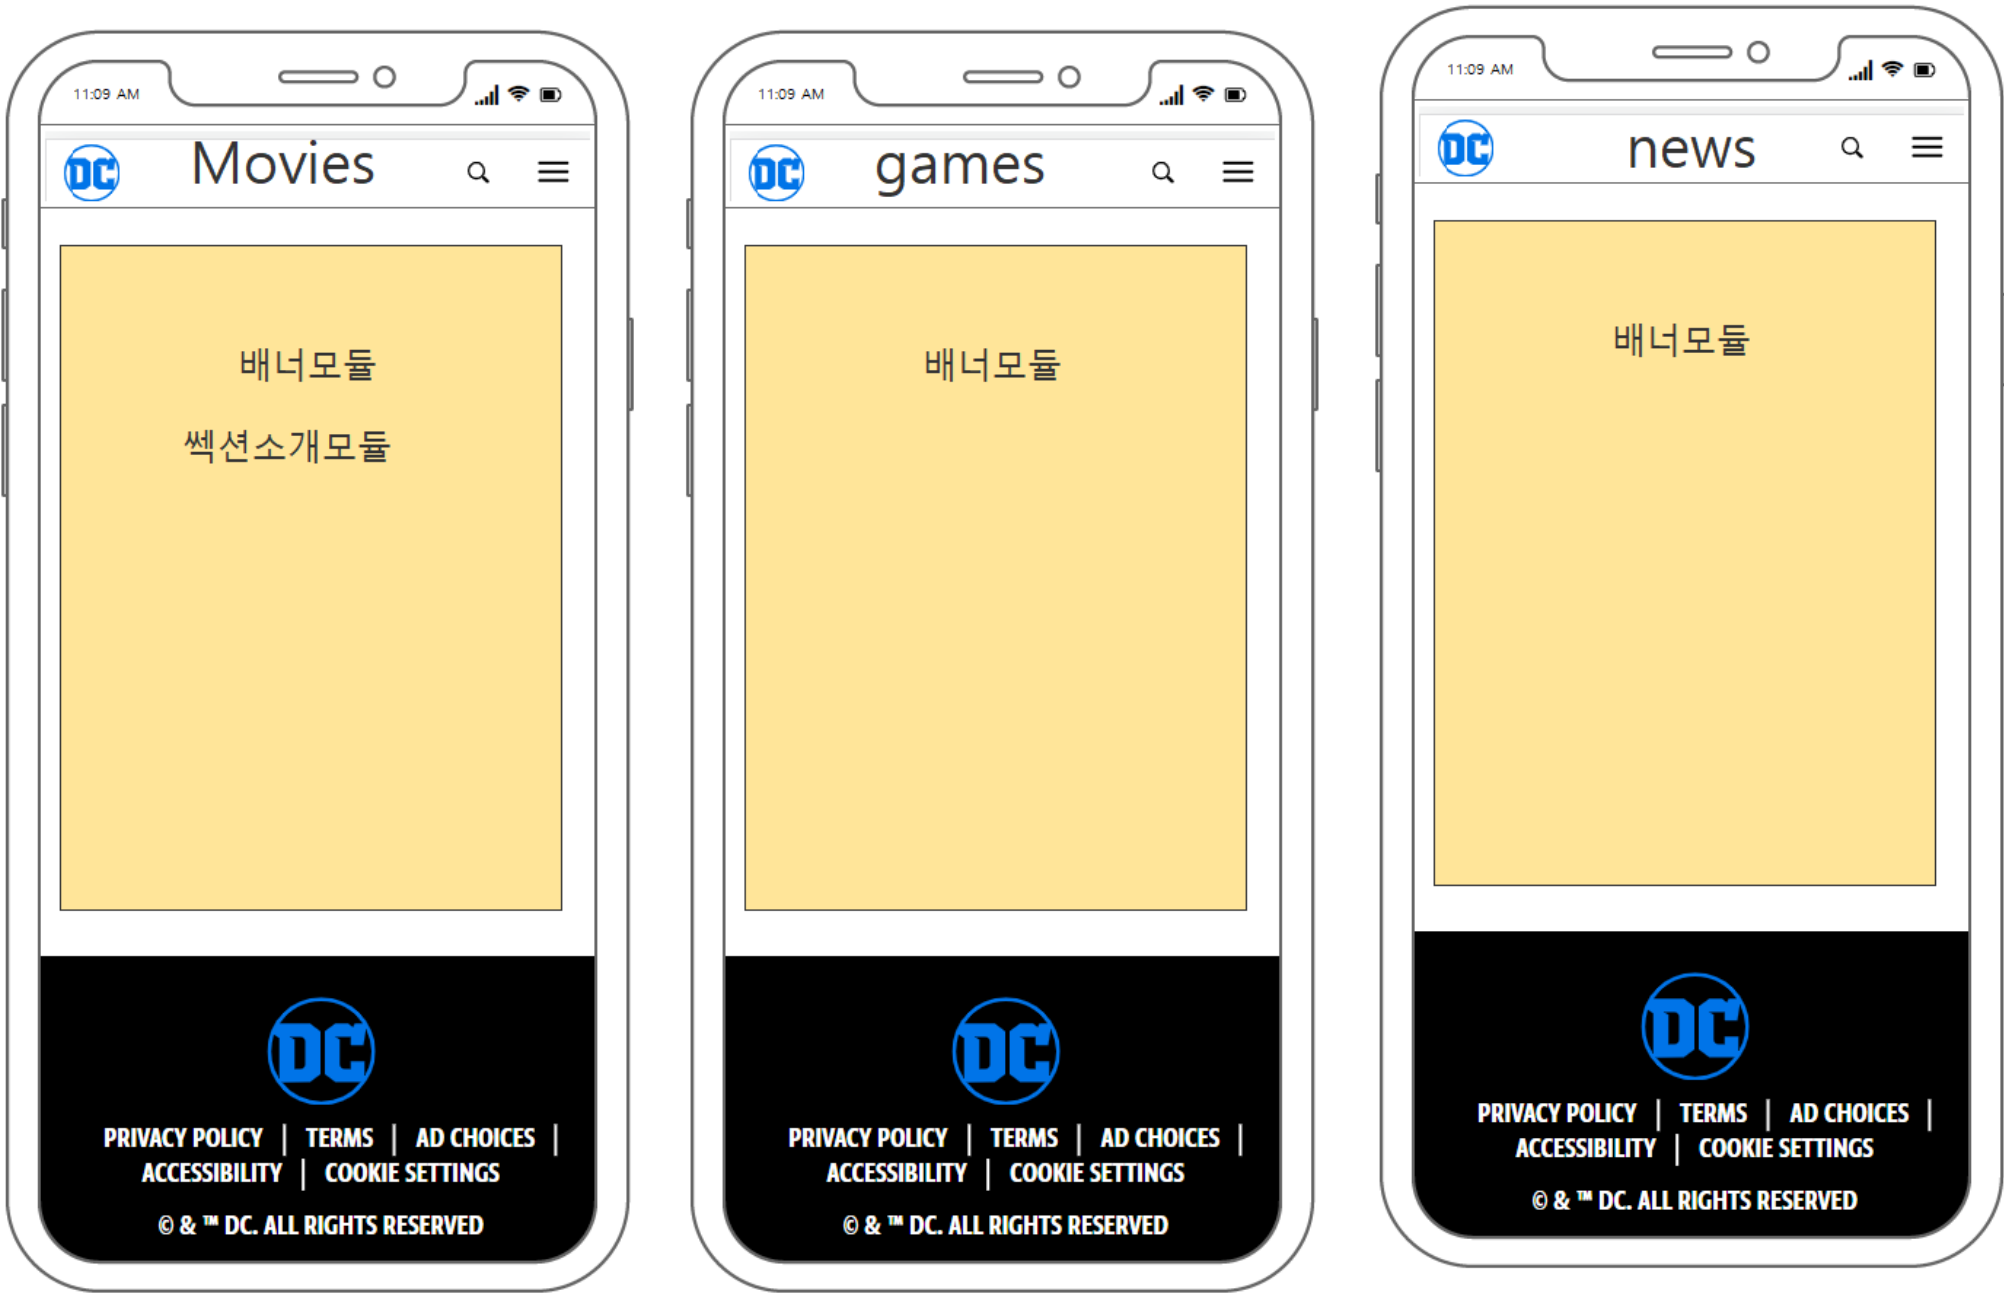 11:09 AM
DC
Movies
배너모듈
쎅션소개모듈
DC
PRIVACY POLICY | TERMS | AD CHOICES |
ACCESSIBILITY | COOKIE SETTINGS
© & ™ DC. ALL RIGHTS RESERVED
11:09 AM
DC
games
배너모듈
DC
PRIVACY POLICY | TERMS | AD CHOICES |
ACCESSIBILITY | COOKIE SETTINGS
© & ™ DC. ALL RIGHTS RESERVED
11:09 AM
DC
news
배너모듈
DC
PRIVACY POLICY | TERMS | AD CHOICES |
ACCESSIBILITY | COOKIE SETTINGS
© & ™ DC. ALL RIGHTS RESERVED